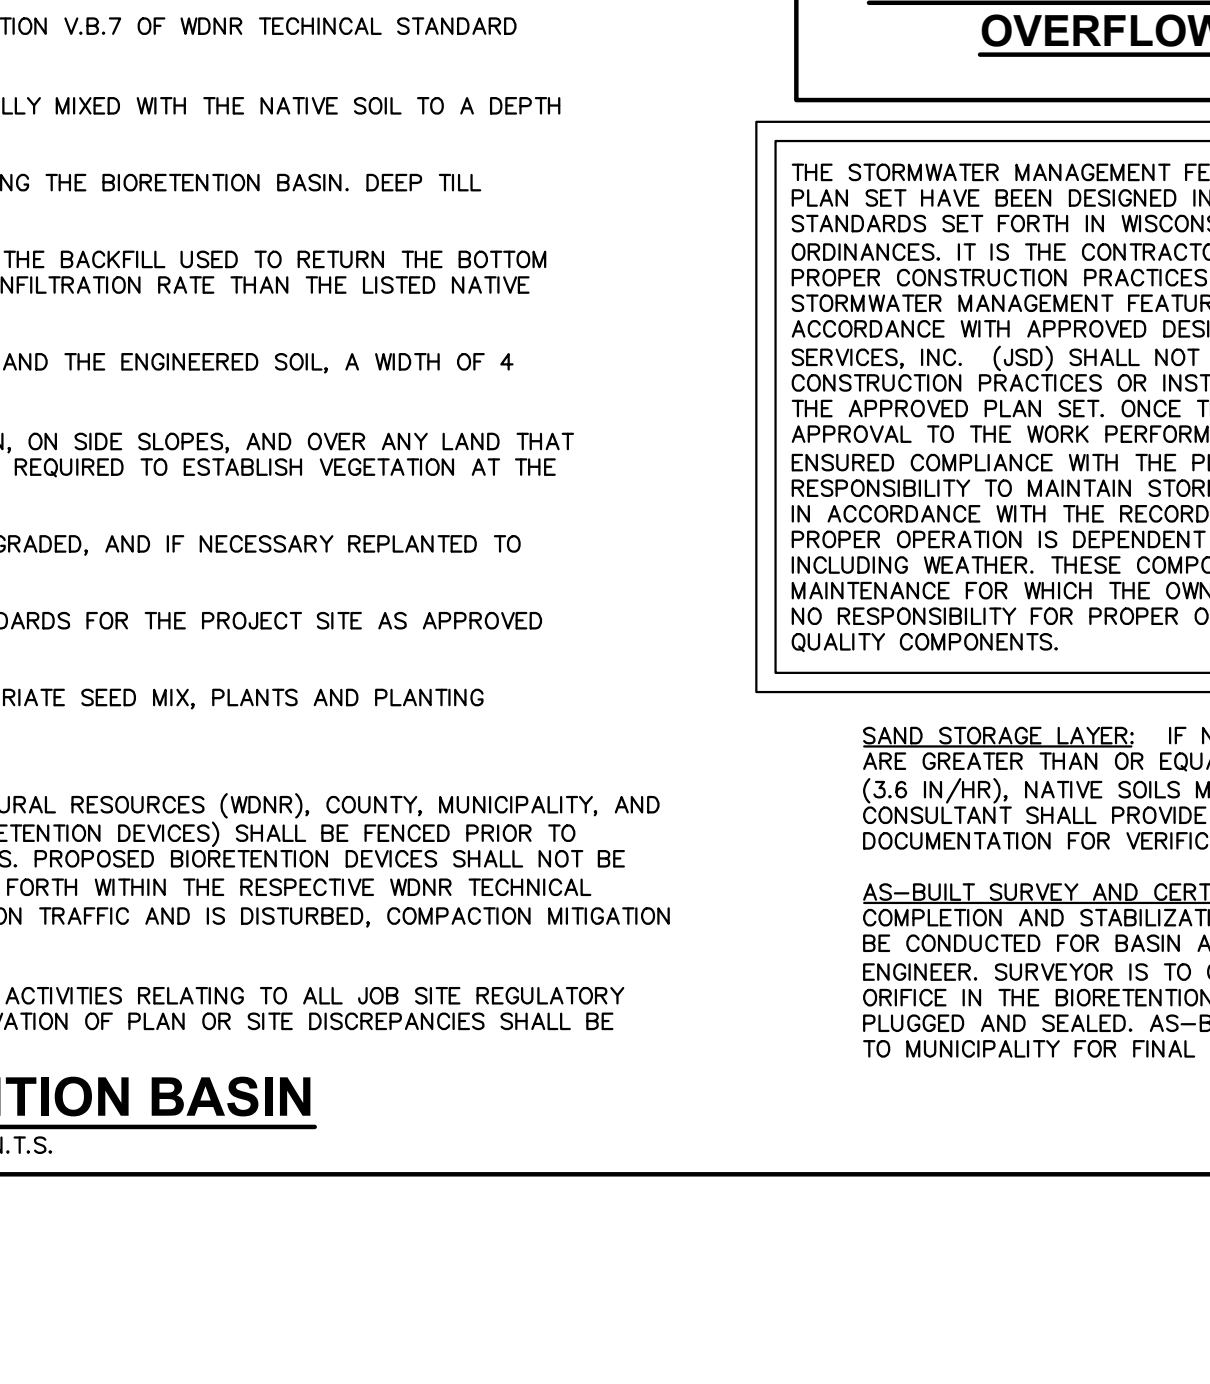 TION V.B.7 OF WDNR TECHINCAL STANDARD
LLY MIXED WITH THE NATIVE SOIL TO A DEPTH
NG THE BIORETENTION BASIN. DEEP TILL
THE BACKFILL USED TO RETURN THE BOTTOM
NFILTRATION RATE THAN THE LISTED NATIVE
AND THE ENGINEERED SOIL, A WIDTH OF 4
N, ON SIDE SLOPES, AND OVER ANY LAND THAT
REQUIRED TO ESTABLISH VEGETATION AT THE
GRADED, AND IF NECESSARY REPLANTED TO
DARDS FOR THE PROJECT SITE AS APPROVED
RIATE SEED MIX, PLANTS AND PLANTING
URAL RESOURCES (WDNR), COUNTY, MUNICIPALITY, AND
ETENTION DEVICES) SHALL BE FENCED PRIOR TO
S. PROPOSED BIORETENTION DEVICES SHALL NOT BE
FORTH WITHIN THE RESPECTIVE WDNR TECHNICAL
ON TRAFFIC AND IS DISTURBED, COMPACTION MITIGATION
ACTIVITIES RELATING TO ALL JOB SITE REGULATORY
VATION OF PLAN OR SITE DISCREPANCIES SHALL BE
NTION BASIN
N.T.S.
OVERFLOW
THE STORMWATER MANAGEMENT FE
PLAN SET HAVE BEEN DESIGNED IN
STANDARDS SET FORTH IN WISCONS
ORDINANCES. IT IS THE CONTRACTO
PROPER CONSTRUCTION PRACTICES
STORMWATER MANAGEMENT FEATUR
ACCORDANCE WITH APPROVED DESI
SERVICES, INC.  (JSD) SHALL NOT
CONSTRUCTION PRACTICES OR INST
THE APPROVED PLAN SET. ONCE T
APPROVAL TO THE WORK PERFORM
ENSURED COMPLIANCE WITH THE P
RESPONSIBILITY TO MAINTAIN STOR
IN ACCORDANCE WITH THE RECORD
PROPER OPERATION IS DEPENDENT
INCLUDING WEATHER. THESE COMPO
MAINTENANCE FOR WHICH THE OWN
NO RESPONSIBILITY FOR PROPER O
QUALITY COMPONENTS.
SAND STORAGE LAYER:  IF N
ARE GREATER THAN OR EQUA
(3.6 IN/HR), NATIVE SOILS M
CONSULTANT SHALL PROVIDE
DOCUMENTATION FOR VERIFIC
AS-BUILT SURVEY AND CERT
COMPLETION AND STABILIZAT
BE CONDUCTED FOR BASIN A
ENGINEER. SURVEYOR IS TO
ORIFICE IN THE BIORETENTION
PLUGGED AND SEALED. AS-B
TO MUNICIPALITY FOR FINAL